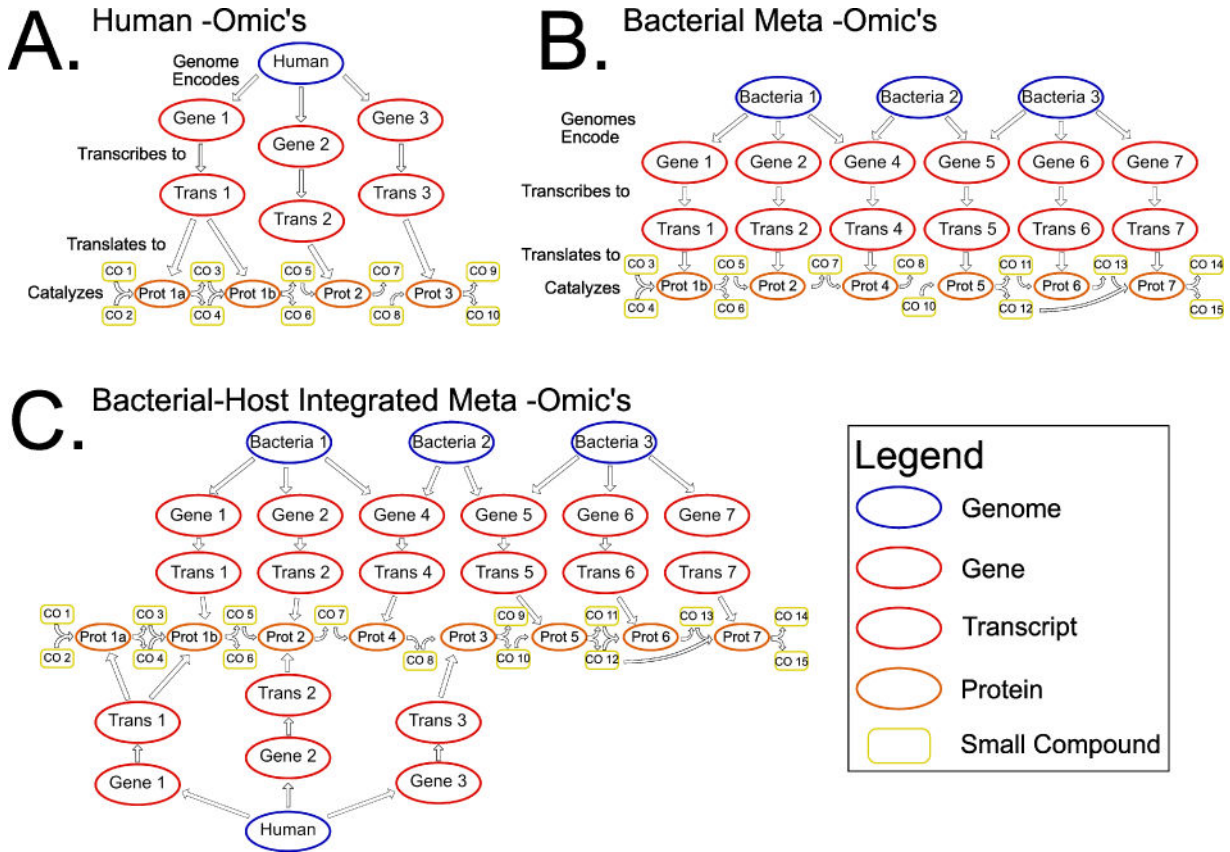 A.
Human -Omic's
Genome
Encodes
Human
Gene 1
Gene 2
Gene 3
Transcribes to
Trans 1
Trans 2
Trans 3
Translates to
CO 1
CO 3
CO 5
CO 7
CO 9
Catalyzes
Prot 1a
Prot 1b
Prot 2
Prot 3
CO 2
CO 4
CO 6
CO 8
CO 10
B.
Bacterial Meta -Omic's
Bacteria 1
Bacteria 2
Bacteria 3
Genomes
Encode
Gene 1
Gene 2
Gene 4
Gene 5
Gene 6
Gene 7
Transcribes to
Trans 1
Trans 2
Trans 4
Trans 5
Trans 6
Trans 7
Translates to
CO 3
CO 5
CO 7
CO 8
CO 11
CO 13
CO 14
Catalyzes
Prot 1b
Prot 2
Prot 4
Prot 5
Prot 6
Prot 7
CO 4
CO 6
CO 10
CO 12
CO 15
C.
Bacterial-Host Integrated Meta -Omic's
Bacteria 1
Bacteria 2
Bacteria 3
Gene 1
Gene 2
Gene 4
Gene 5
Gene 6
Gene 7
Trans 1
Trans 2
Trans 4
Trans 5
Trans 6
Trans 7
CO 1
CO 3
CO 5
CO 7
CO 9
CO 11
CO 13
CO 14
Prot 1a
Prot 1b
Prot 2
Prot 4
Prot 3
Prot 5
Prot 6
Prot 7
CO 2
CO 4
CO 6
CO 8
CO 10
CO 12
CO 15
Trans 1
Trans 2
Trans 3
Gene 1
Gene 2
Gene 3
Human
Legend
Genome
Gene
Transcript
Protein
Small Compound